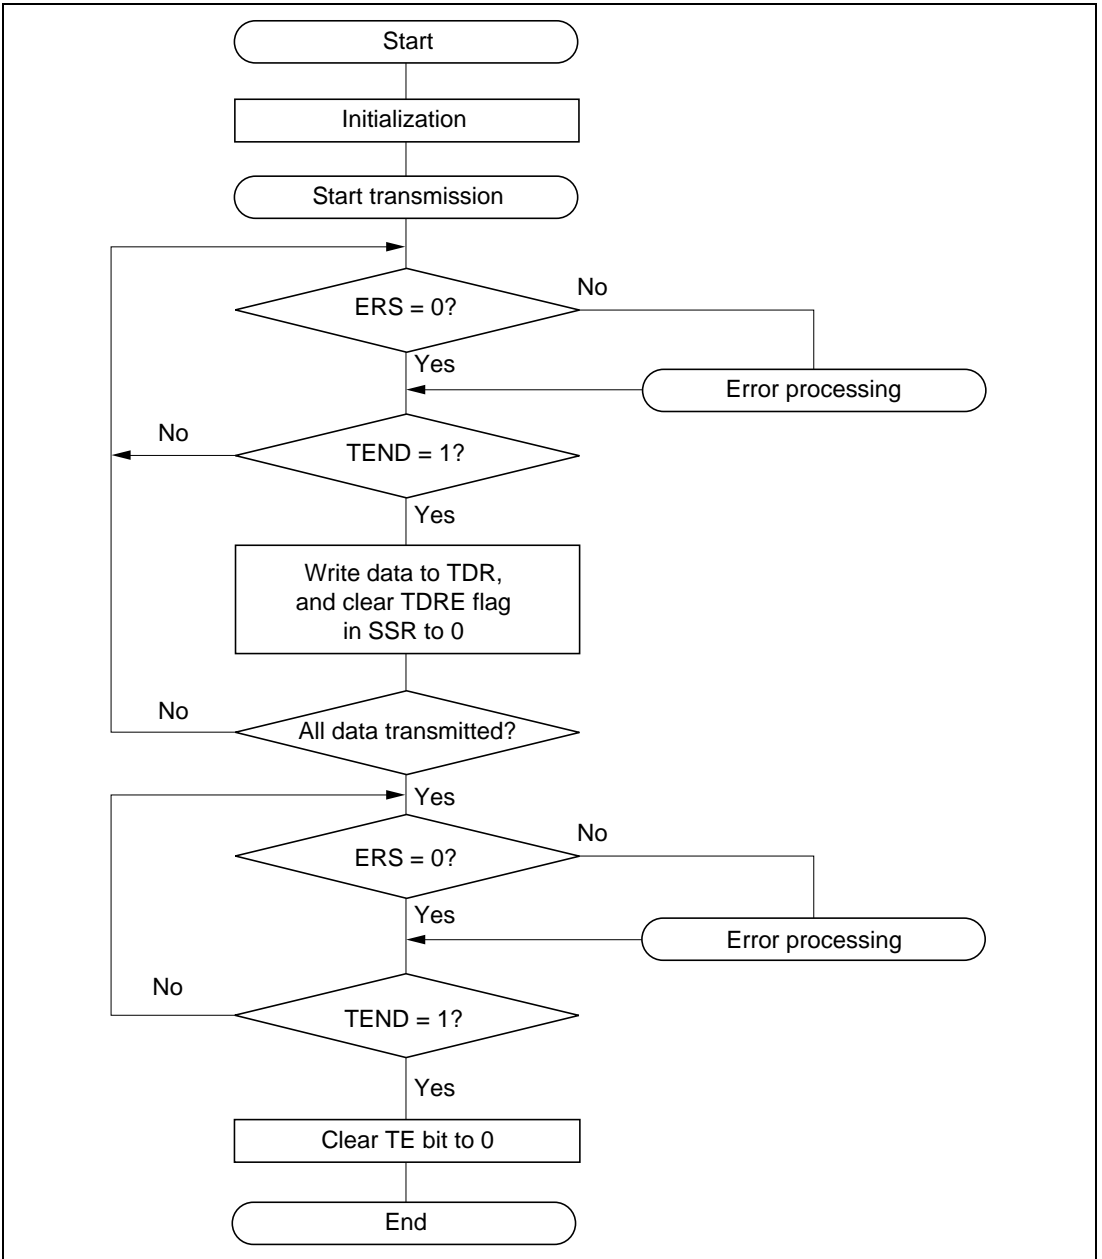 Start
Initialization
Start transmission
No
ERS = 0?
Yes
Error processing
No
TEND = 1?
Yes
Write data to TDR,
and clear TDRE flag
in SSR to 0
No
All data transmitted?
Yes
No
ERS = 0?
Yes
Error processing
No
TEND = 1?
Yes
Clear TE bit to 0
End